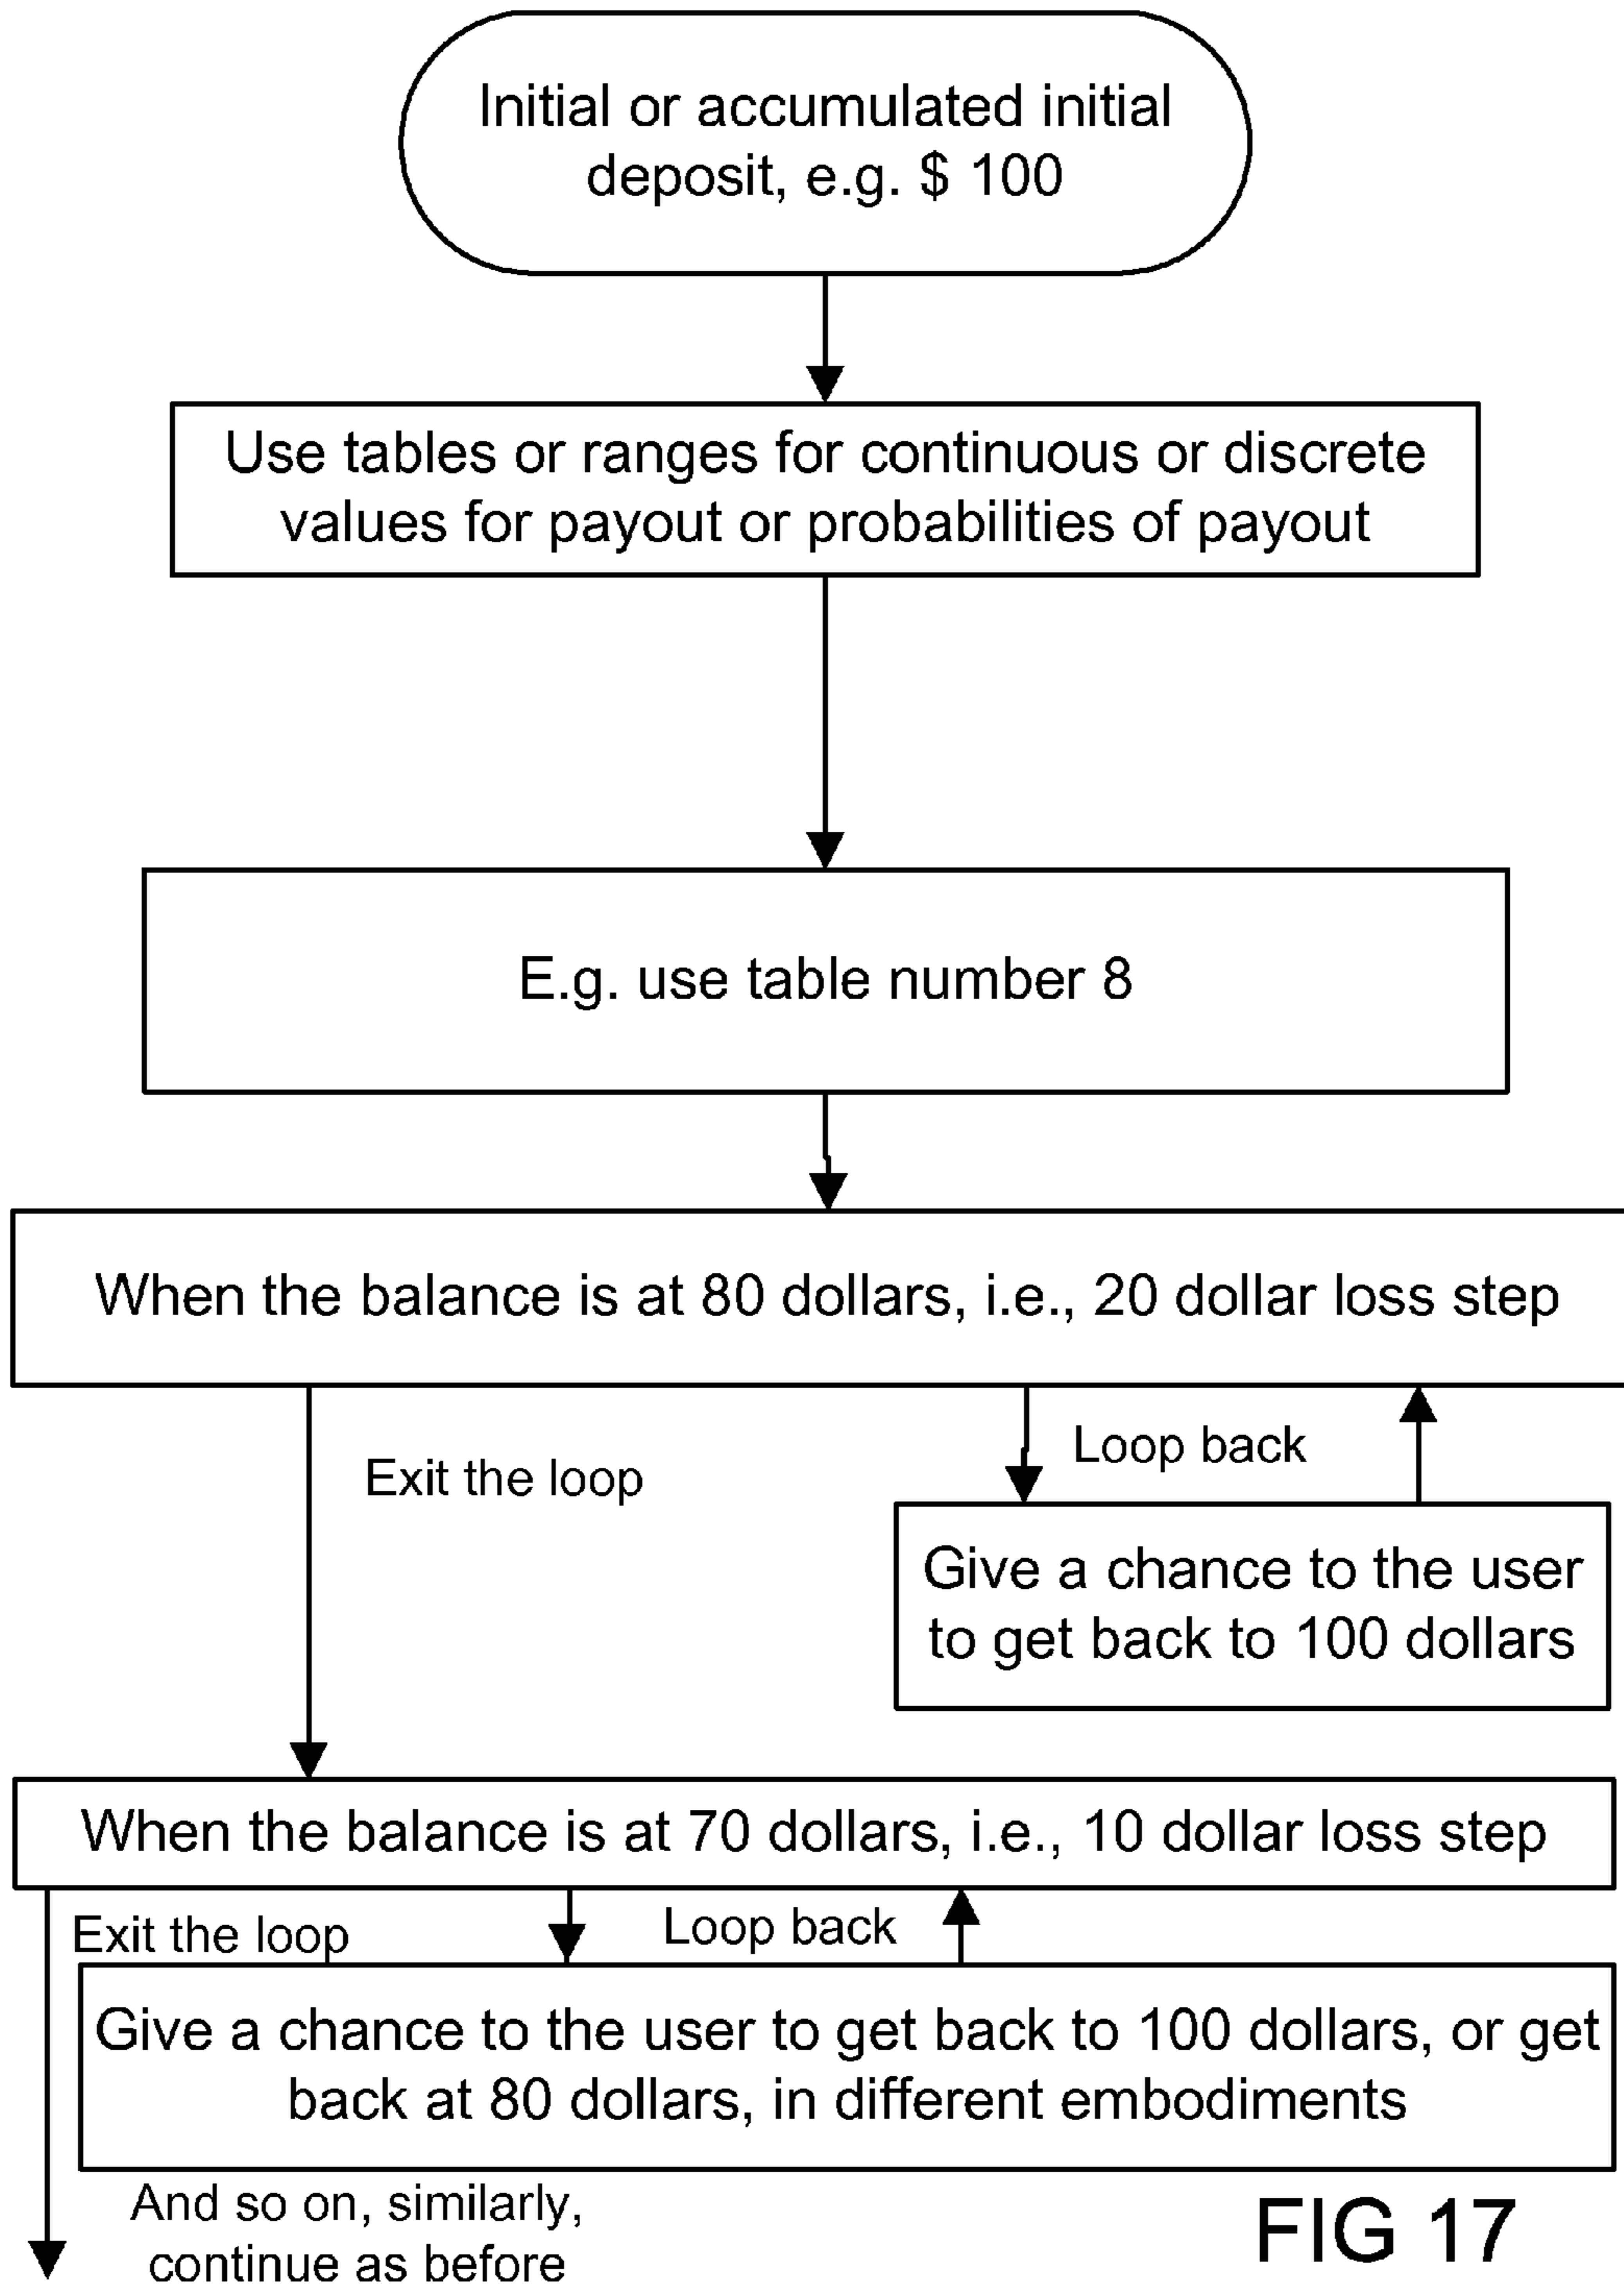 Initial or accumulated initial
deposit, e.g. $ 100
Use tables or ranges for continuous or discrete
values for payout or probabilities of payout
E.g. use table number 8
When the balance is at 80 dollars, i.e., 20 dollar loss step
Loop back
Exit the loop
Give a chance to the user
to get back to 100 dollars
When the balance is at 70 dollars, i.e., 10 dollar loss step
Exit the loop
Loop back
Give a chance to the user to get back to 100 dollars, or get
back at 80 dollars, in different embodiments
And so on, similarly,
continue as before
FIG 17